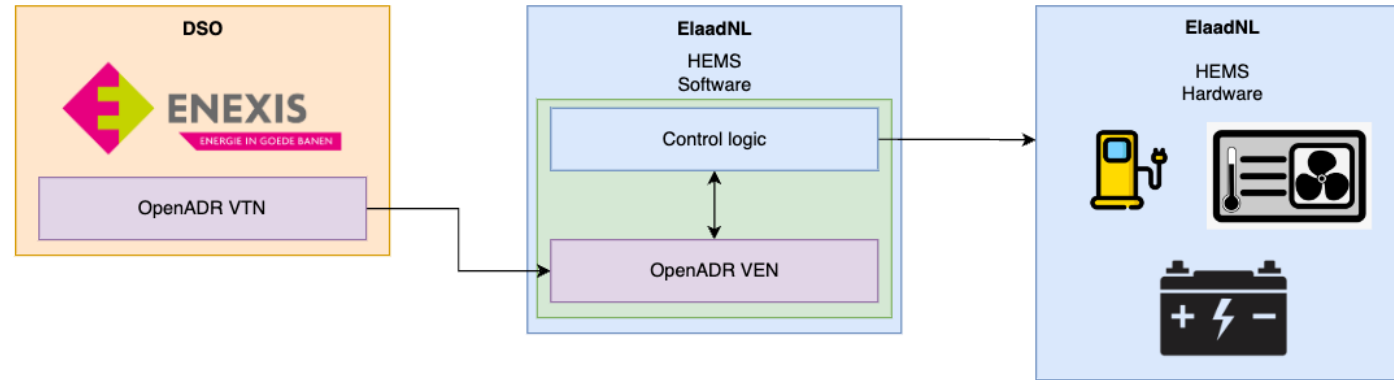 DSO
ENEXIS
ENERGIE IN GOEDE BANEN
OpenADR VTN
ElaadNL
HEMS
Software
Control logic
OpenADR VEN
ElaadNL
HEMS
Hardware